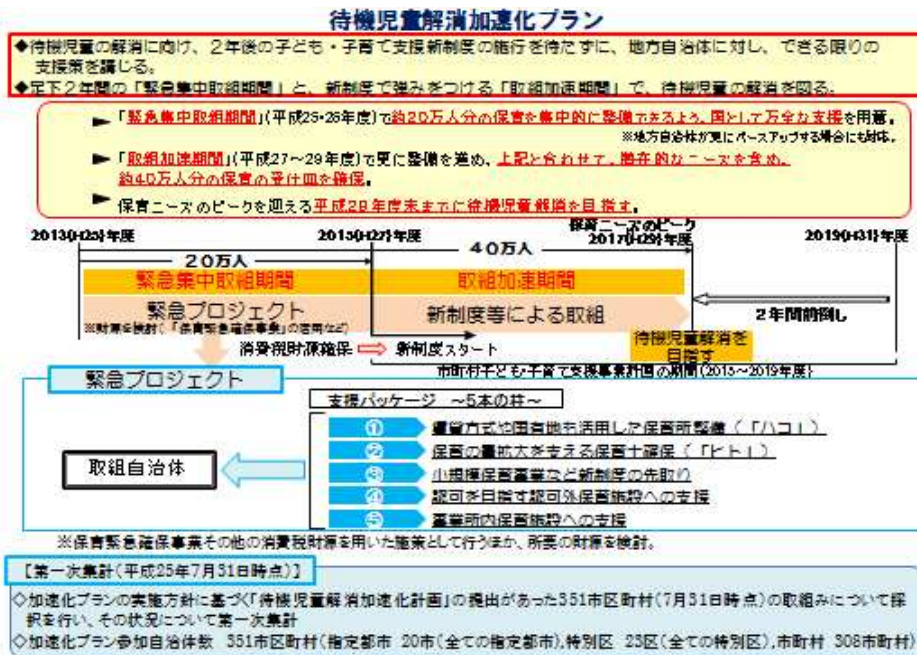 待機児童解消加速化プラン
◆待機児童の解消に向け、２年後の子ども・子育て支援新制度の施行を待たずに、地方自治体に対し、できる限りの
支援策を講じる。
◆足下２年間の「緊急集中取組期間」と、新制度で弾みをつける「取組加速期間」で、待機児童の解消を図る。
► 「緊急集中取組期間」(平成25・26年度)で約20万人分の保育を集中的に整備できるよう、国として万全な支援を用意。
※地方自治体が更にペースアップする場合にも対応。
► 「取組加速期間」(平成27～29年度)で更に整備を進め、上記と合わせて、潜在的なニーズを含め、
約40万人分の保育の受け皿を確保。
► 保育ニーズのピークを迎える平成29年度末までに待機児童解消を目指す。
保育ニーズのピーク
2013(H25)年度 2015(H27)年度 2017(H29)年度 2019(H31)年度
２０万人 ４０万人
緊急集中取組期間 取組加速期間
緊急プロジェクト 新制度等による取組 ２年間前倒し
※財源を検討(「保育緊急確保事業」の活用など)
消費税財源確保 新制度スタート
待機児童解消を
目指す
市町村子ども・子育て支援事業計画の期間(2015～2019年度)
緊急プロジェクト
支援パッケージ ～５本の柱～
① 賃貸方式や国有地も活用した保育所整備(「ハコ」)
② 保育の量拡大を支える保育士確保(「ヒト」)
③ 小規模保育事業など新制度の先取り
④ 認可を目指す認可外保育施設への支援
⑤ 事業所内保育施設への支援
取組自治体
※保育緊急確保事業その他の消費税財源を用いた施策として行うほか、所要の財源を検討。
【第一次集計(平成25年7月31日時点)】
◇加速化プランの実施方針に基づく「待機児童解消加速化計画」の提出があった351市区町村(7月31日時点)の取組みについて採
択を行い、その状況について第一次集計
◇加速化プラン参加自治体数 351市区町村(指定都市 20市(全ての指定都市),特別区 23区(全ての特別区),市町村 308市町村)